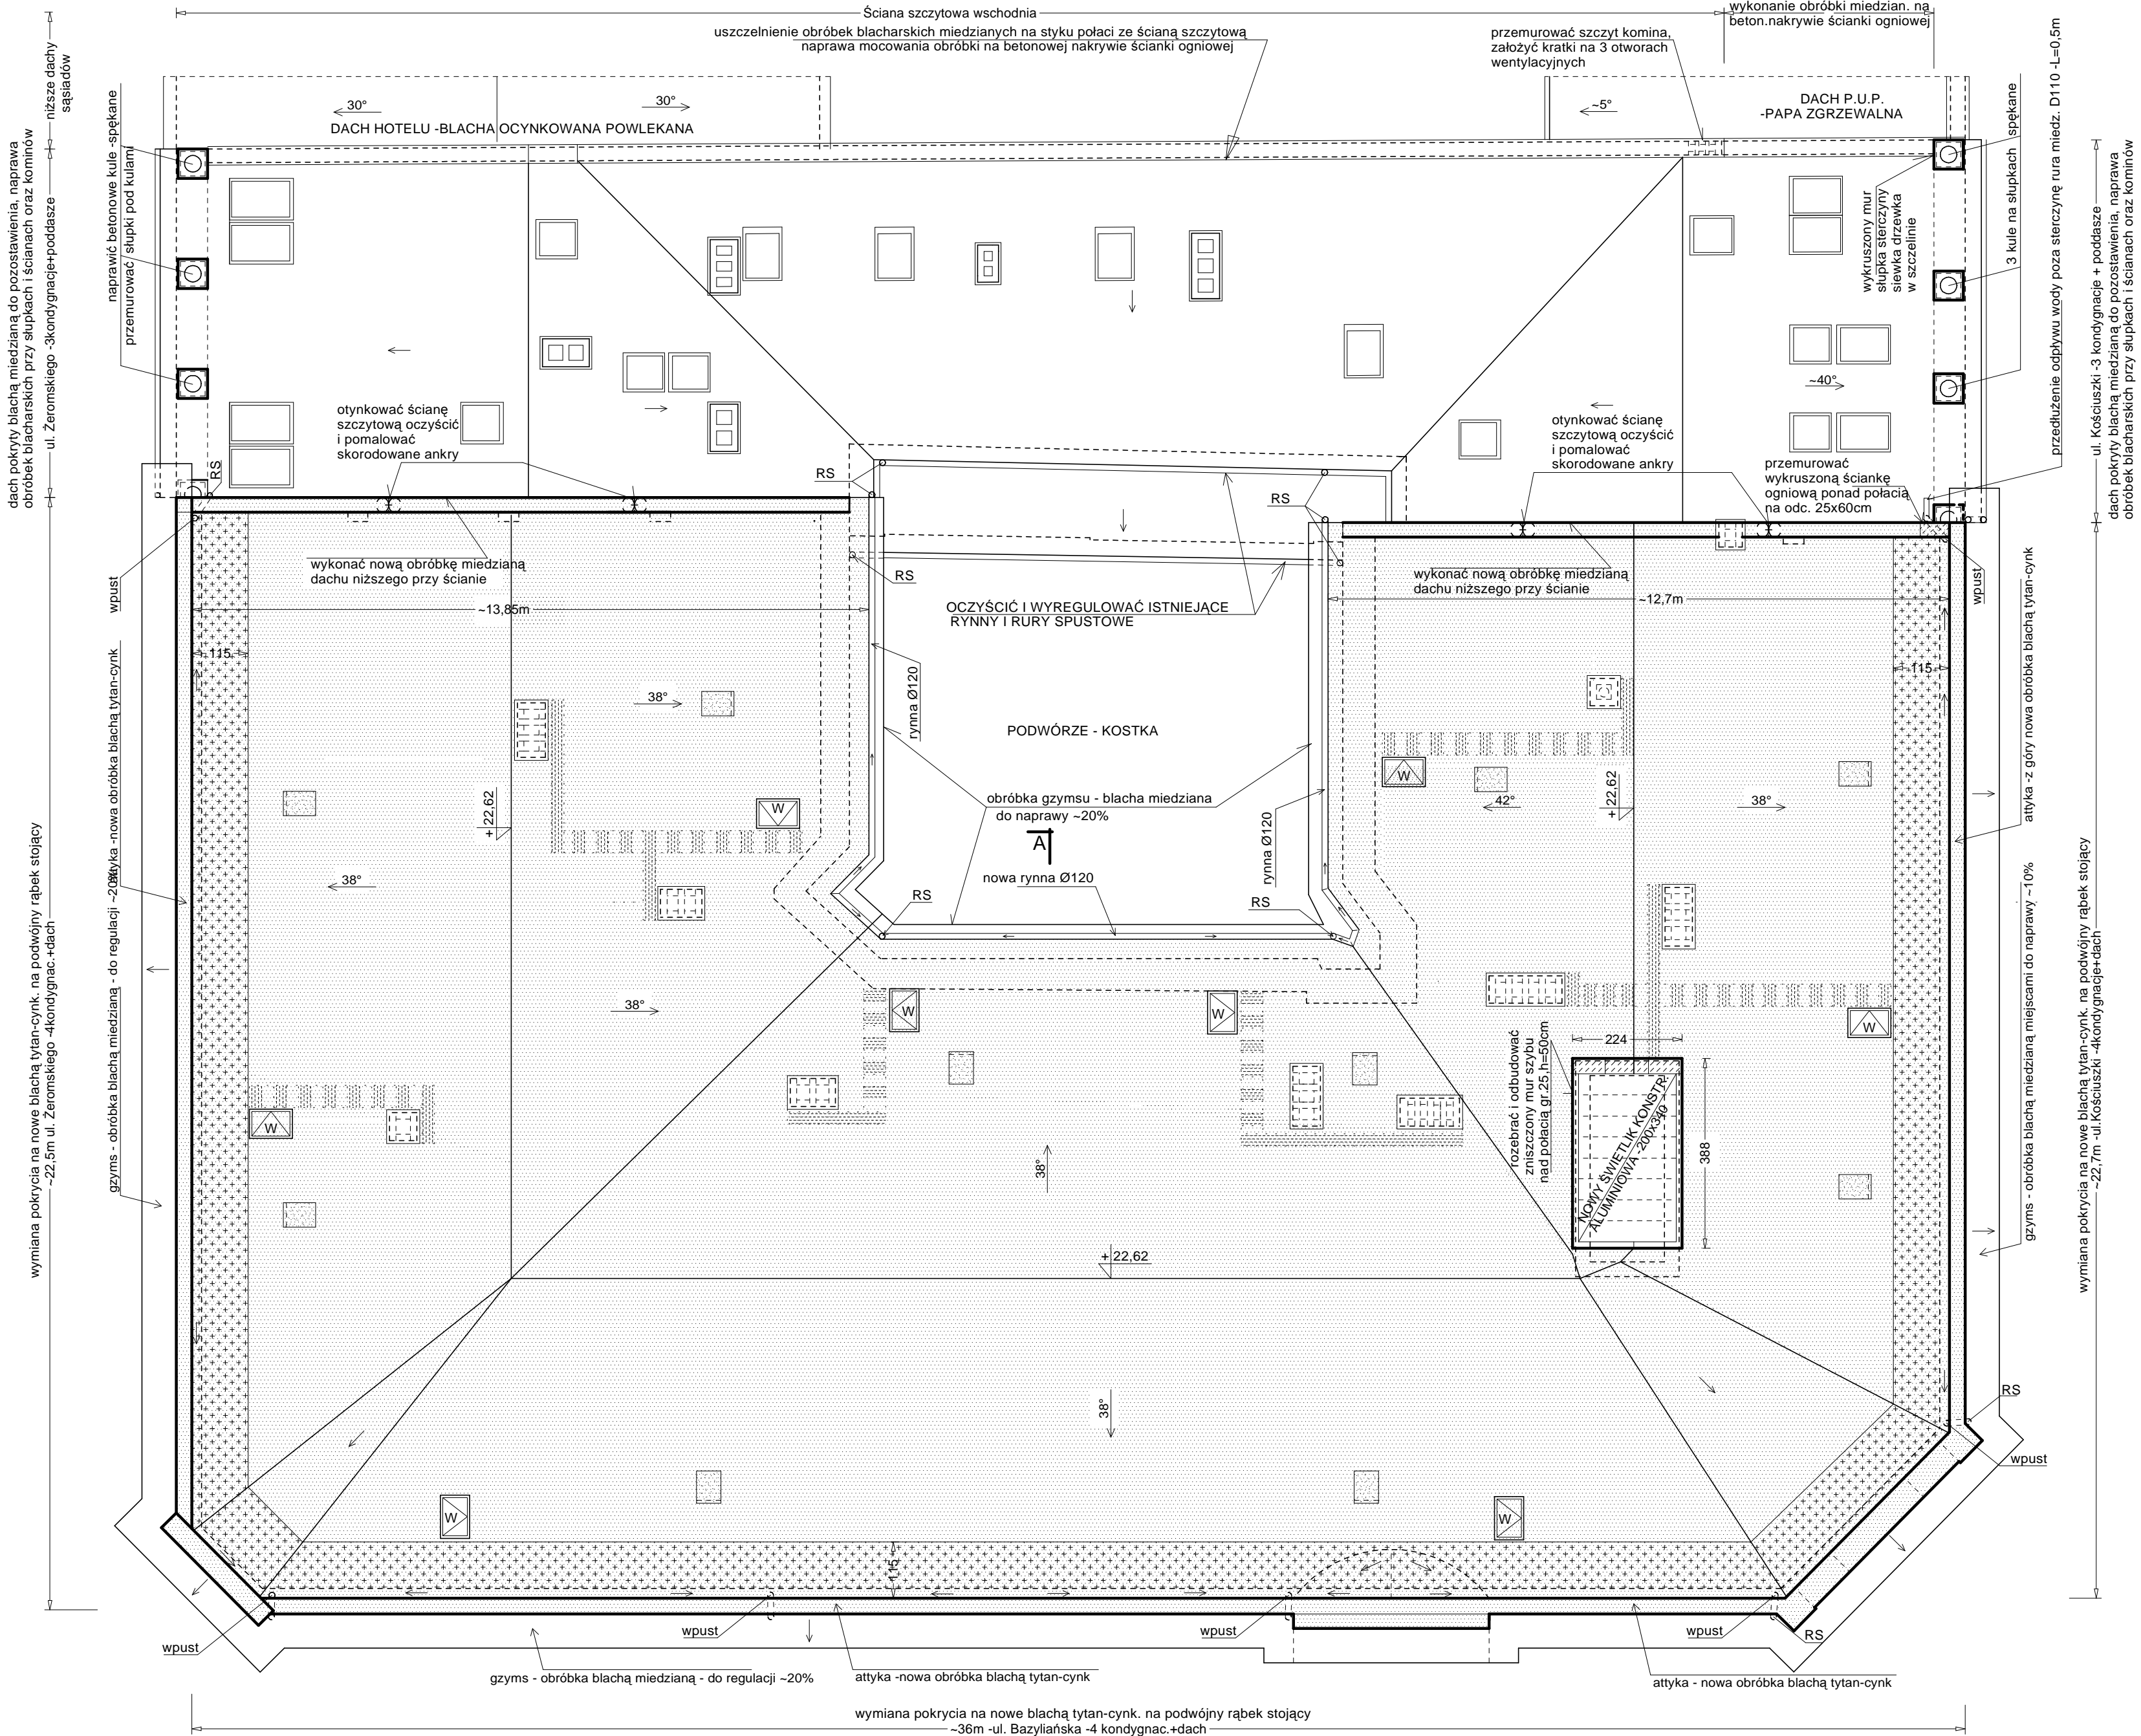 Ściana szczytowa wschodnia
wykonanie obróbki miedzian. na
beton.nakrywie ścianki ogniowej
uszczelnienie obróbek blacharskich miedzianych na styku połaci ze ścianą szczytową
naprawa mocowania obróbki na betonowej nakrywie ścianki ogniowej
przemurować szczyt komina,
założyć kratki na 3 otworach
wentylacyjnych
niższe dachy
sąsiadów
30°
30°
DACH HOTELU -BLACHA OCYNKOWANA POWLEKANA
~5°
DACH P.U.P.
-PAPA ZGRZEWALNA
dach pokryty blachą miedzianą do pozostawienia, naprawa
obróbek blacharskich przy słupkach i ścianach oraz kominów
ul. Żeromskiego -3kondygnacje+poddasze
naprawić betonowe kule -spękane
przemurować słupki pod kulami
wykruszony mur
słupka sterczyny
siewka drzewka
w szczelinie
3 kule na słupkach spękane
przedłużenie odpływu wody poza sterczynę rura miedz. D110 -L=0,5m
ul. Kościuszki -3 kondygnacje + poddasze
dach pokryty blachą miedzianą do pozostawienia, naprawa
obróbek blacharskich przy słupkach i ścianach oraz kominów
~40°
otynkować ścianę
szczytową oczyścić
i pomalować
skorodowane ankry
otynkować ścianę
szczytową oczyścić
i pomalować
skorodowane ankry
przemurować
wykruszoną ściankę
ogniową ponad połacią
na odc. 25x60cm
RS
RS
RS
RS
wykonać nową obróbkę miedzianą
dachu niższego przy ścianie
wykonać nową obróbkę miedzianą
dachu niższego przy ścianie
wpust
wpust
~13,85m
~12,7m
OCZYŚCIĆ I WYREGULOWAĆ ISTNIEJĄCE
RYNNY I RURY SPUSTOWE
115
115
38°
rynna Ø120
PODWÓRZE - KOSTKA
obróbka gzymsu - blacha miedziana
do naprawy ~20%
A
nowa rynna Ø120
rynna Ø120
RS
RS
W
W
+ 22,62
+22,62
42°
38°
38°
38°
attyka -nowa obróbka blachą tytan-cynk
gzyms - obróbka blachą miedzianą - do regulacji ~20%
wymiana pokrycia na nowe blachą tytan-cynk. na podwójny rąbek stojący
~22,5m ul. Żeromskiego -4kondygnac.+dach
attyka -z góry nowa obróbka blachą tytan-cynk
gzyms - obróbka blachą miedzianą miejscami do naprawy ~10%
wymiana pokrycia na nowe blachą tytan-cynk. na podwójny rąbek stojący
~22,7m -ul.Kościuszki -4kondygnacje+dach
W
W
W
W
rozebrać i odbudować
zniszczony mur szybu
nad połacią gr.25,h=50cm
224
388
NOWY ŚWIETLIK KONSTR.
ALUMINIOWA -200x340
38°
+ 22,62
38°
RS
wpust
W
W
115
wpust
wpust
wpust
wpust
RS
gzyms - obróbka blachą miedzianą - do regulacji ~20%
attyka -nowa obróbka blachą tytan-cynk
attyka - nowa obróbka blachą tytan-cynk
wymiana pokrycia na nowe blachą tytan-cynk. na podwójny rąbek stojący
~36m -ul. Bazyliańska -4 kondygnac.+dach